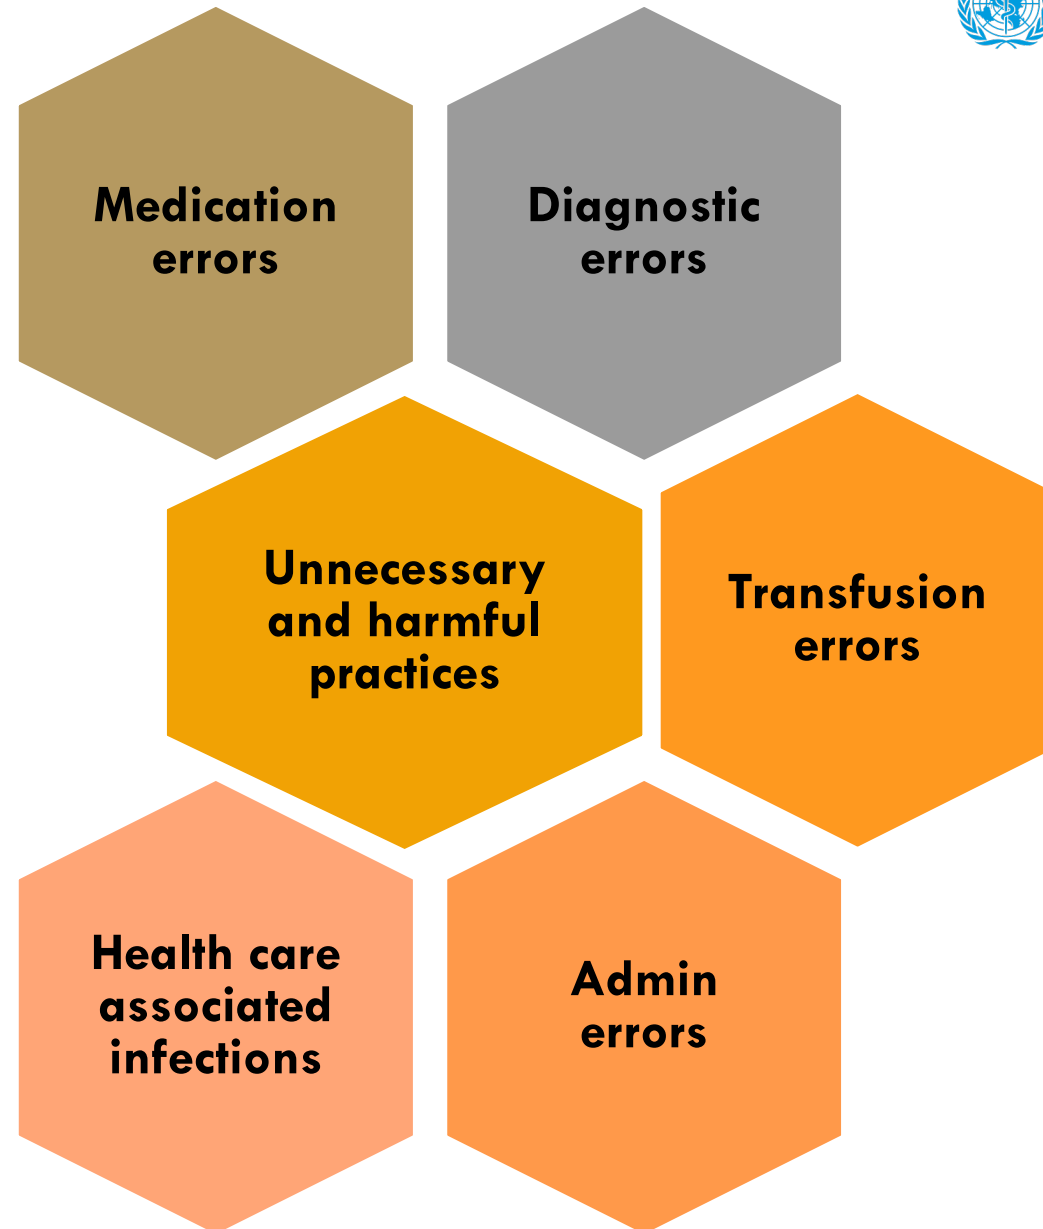 Medication
errors
Diagnostic
errors
Unnecessary
and harmful
practices
Transfusion
errors
Health care
associated
infections
Admin
errors